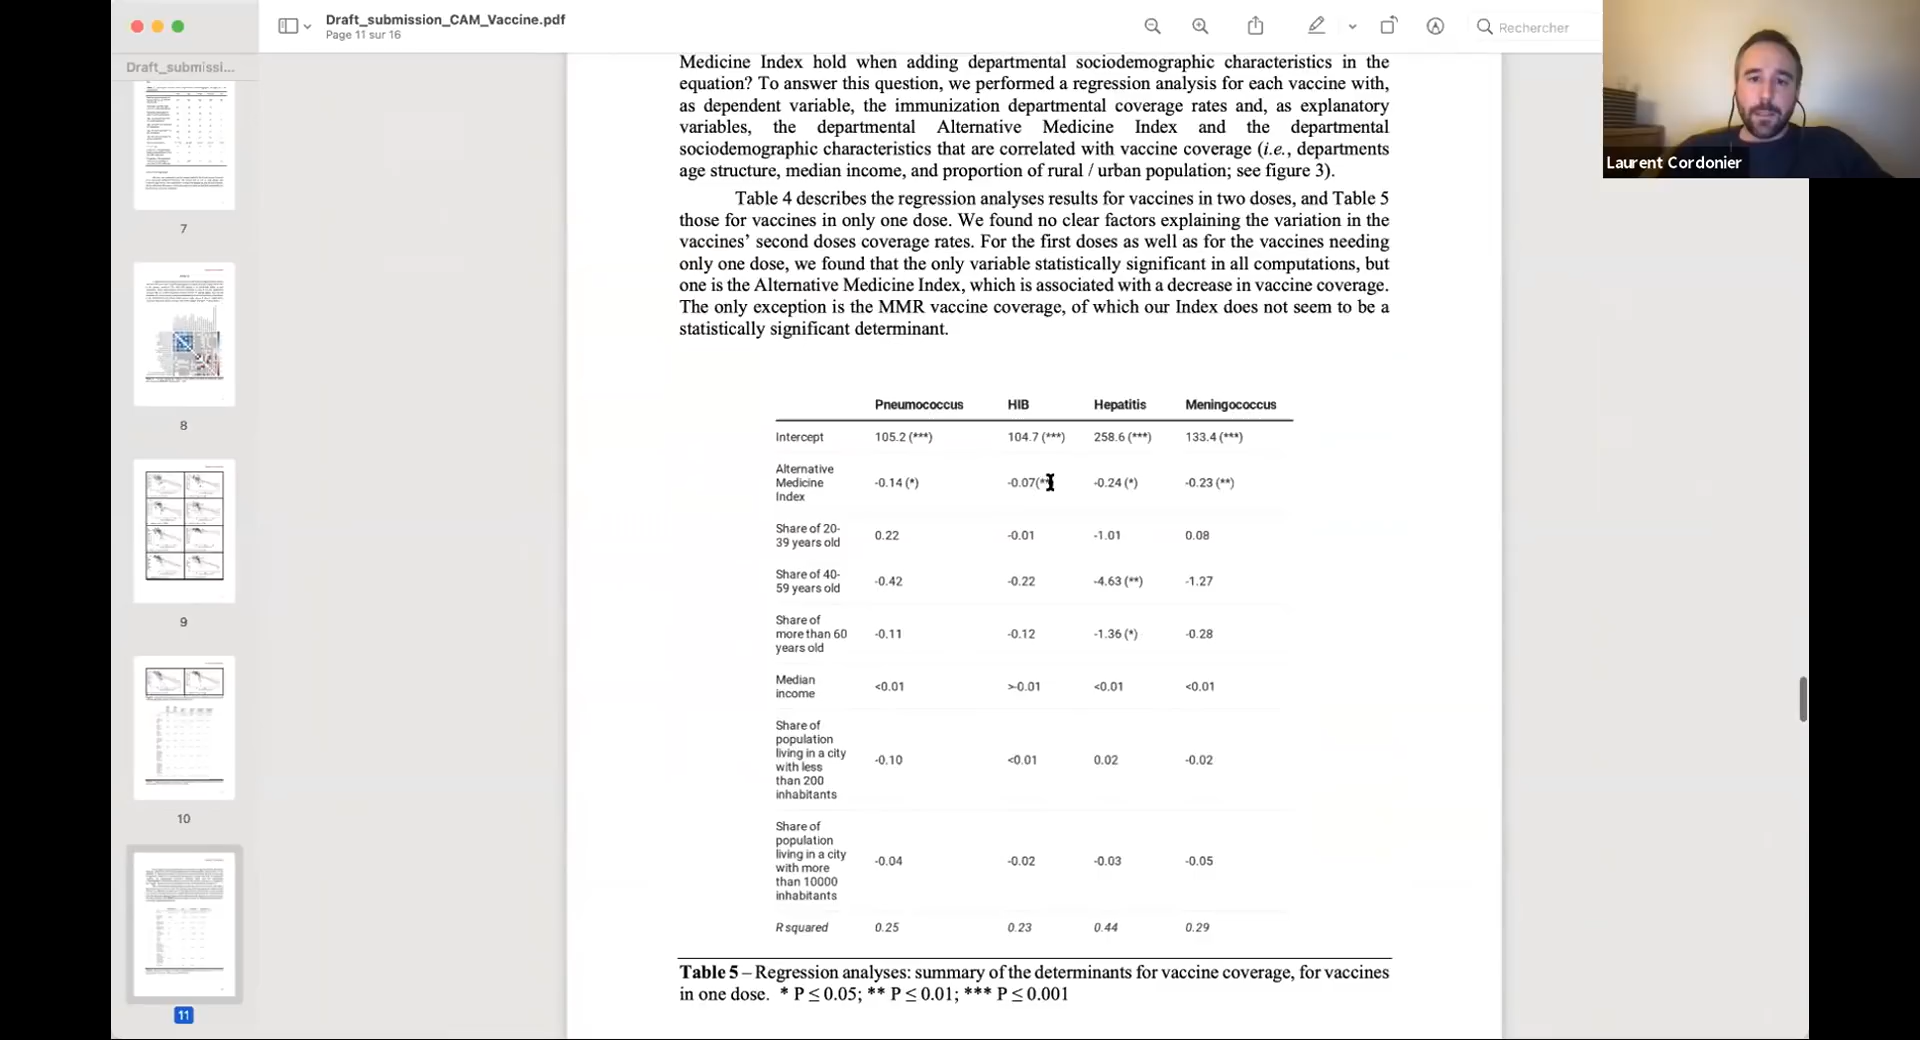 Draft_submission_CAM_Vaccine.pdf
Page 11 sur 16
Rechercher
Draft_submissi...
7
8
9
10
11
Laurent Cordonier
Medicine Index hold when adding departmental sociodemographic characteristics in the
equation? To answer this question, we performed a regression analysis for each vaccine with,
as dependent variable, the immunization departmental coverage rates and, as explanatory
variables, the departmental Alternative Medicine Index and the departmental
sociodemographic characteristics that are correlated with vaccine coverage (i.e., departments
age structure, median income, and proportion of rural / urban population; see figure 3).
Table 4 describes the regression analyses results for vaccines in two doses, and Table 5
those for vaccines in only one dose. We found no clear factors explaining the variation in the
vaccines’ second doses coverage rates. For the first doses as well as for the vaccines needing
only one dose, we found that the only variable statistically significant in all computations, but
one is the Alternative Medicine Index, which is associated with a decrease in vaccine coverage.
The only exception is the MMR vaccine coverage, of which our Index does not seem to be a
statistically significant determinant.
Pneumococcus HIB Hepatitis Meningococcus
Intercept 105.2 (***) 104.7 (***) 258.6 (***) 133.4 (***)
Alternative
Medicine
Index
-0.14 (*) -0.07(* -0.24 (*) -0.23 (**)
Share of 20-
39 years old
0.22 -0.01 -1.01 0.08
Share of 40-
59 years old
-0.42 -0.22 -4.63 (**) -1.27
Share of
more than 60
years old
-0.11 -0.12 -1.36 (*) -0.28
Median
income
<0.01 >-0.01 <0.01 <0.01
Share of
population
living in a city
with less
than 200
inhabitants
-0.10 <0.01 0.02 -0.02
Share of
population
living in a city
with more
than 10000
inhabitants
-0.04 -0.02 -0.03 -0.05
R squared 0.25 0.23 0.44 0.29
Table 5 – Regression analyses: summary of the determinants for vaccine coverage, for vaccines
in one dose. * P ≤ 0.05; ** P ≤ 0.01; *** P ≤ 0.001